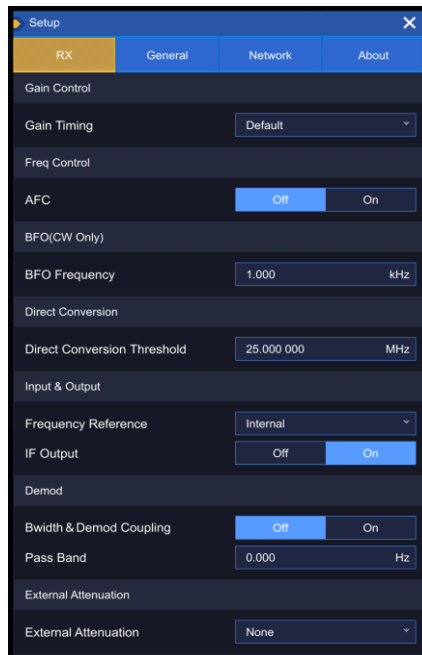 Setup
RX General Network About
Gain Control
Gain Timing Default
Freq Control
AFC Off On
BFO(CW Only)
BFO Frequency 1.000 kHz
Direct Conversion
Direct Conversion Threshold 25.000 000 MHz
Input & Output
Frequency Reference Internal
IF Output Off On
Demod
Bwidth & Demod Coupling Off On
Pass Band 0.000 Hz
External Attenuation
External Attenuation None